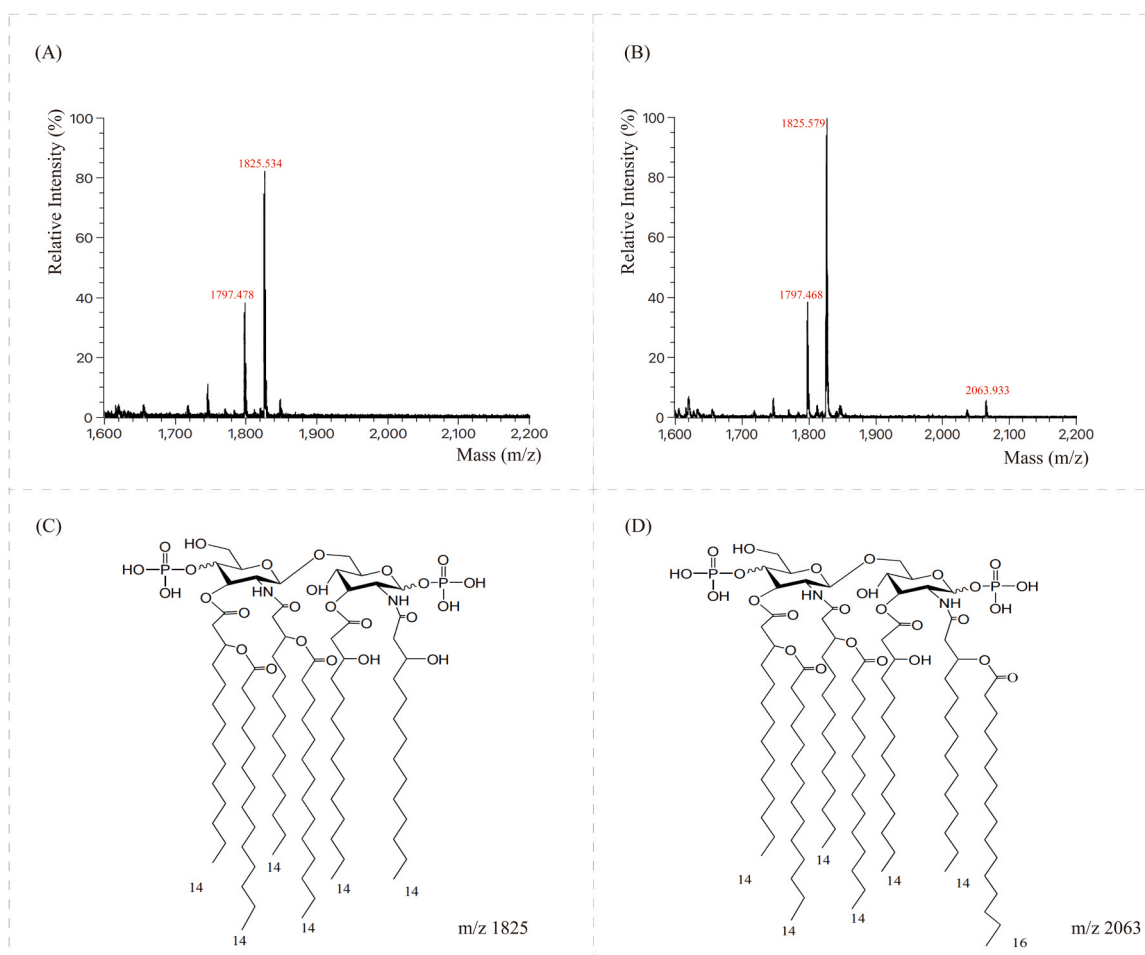 (A)
Relative Intensity (%)
100
80
60
40
20
0
1825.534
1797.478
1,600
1,700
1,800
1,900
2,000
2,100
2,200
Mass (m/z)
(B)
Relative Intensity (%)
100
80
60
40
20
0
1825.579
1797.468
2063.933
1,600
1,700
1,800
1,900
2,000
2,100
2,200
Mass (m/z)
(C)
HO
O
O
HO P O O O
OH HO O O
O HN O NH O P OH
O O O O OH
O O OH OH
O O
14
14
14
14
14
14
m/z 1825
(D)
HO
O
O
HO P O O O
OH HO O O
O HN O NH O P OH
O O O O OH
O O OH O
O O O
14
14
14
14
14
14
16
m/z 2063